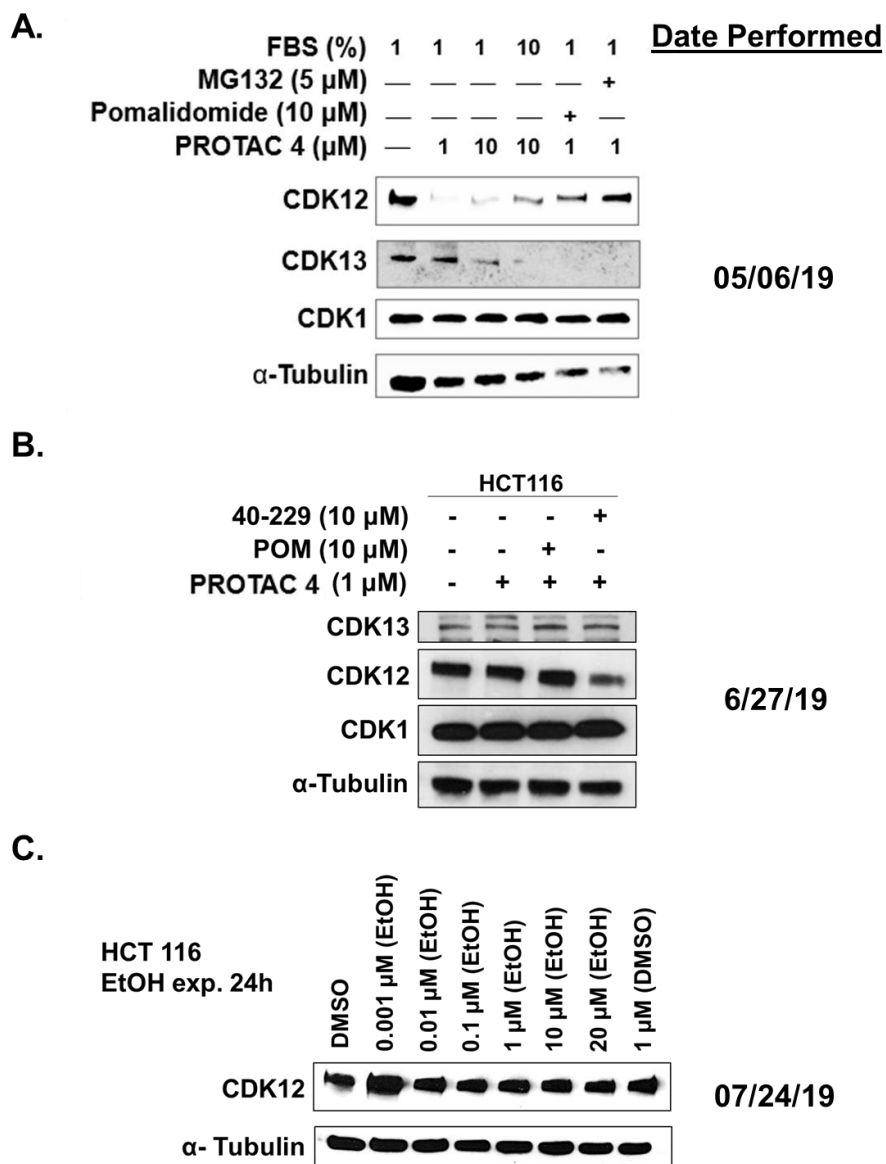 A.
Date Performed
FBS (%) 1 1 1 10 1 1
MG132 (5 µM) — — — — — +
Pomalidomide (10 µM) — — — — + —
PROTAC 4 (µM) — 1 10 10 1 1
CDK12
CDK13
05/06/19
CDK1
α-Tubulin
B.
HCT116
40-229 (10 µM) - - - +
POM (10 µM) - - + -
PROTAC 4 (1 µM) - + + +
CDK13
CDK12
6/27/19
CDK1
α-Tubulin
C.
HCT 116
EtOH exp. 24h
DMSO
0.001 µM (EtOH)
0.01 µM (EtOH)
0.1 µM (EtOH)
1 µM (EtOH)
10 µM (EtOH)
20 µM (EtOH)
1 µM (DMSO)
CDK12
07/24/19
α- Tubulin